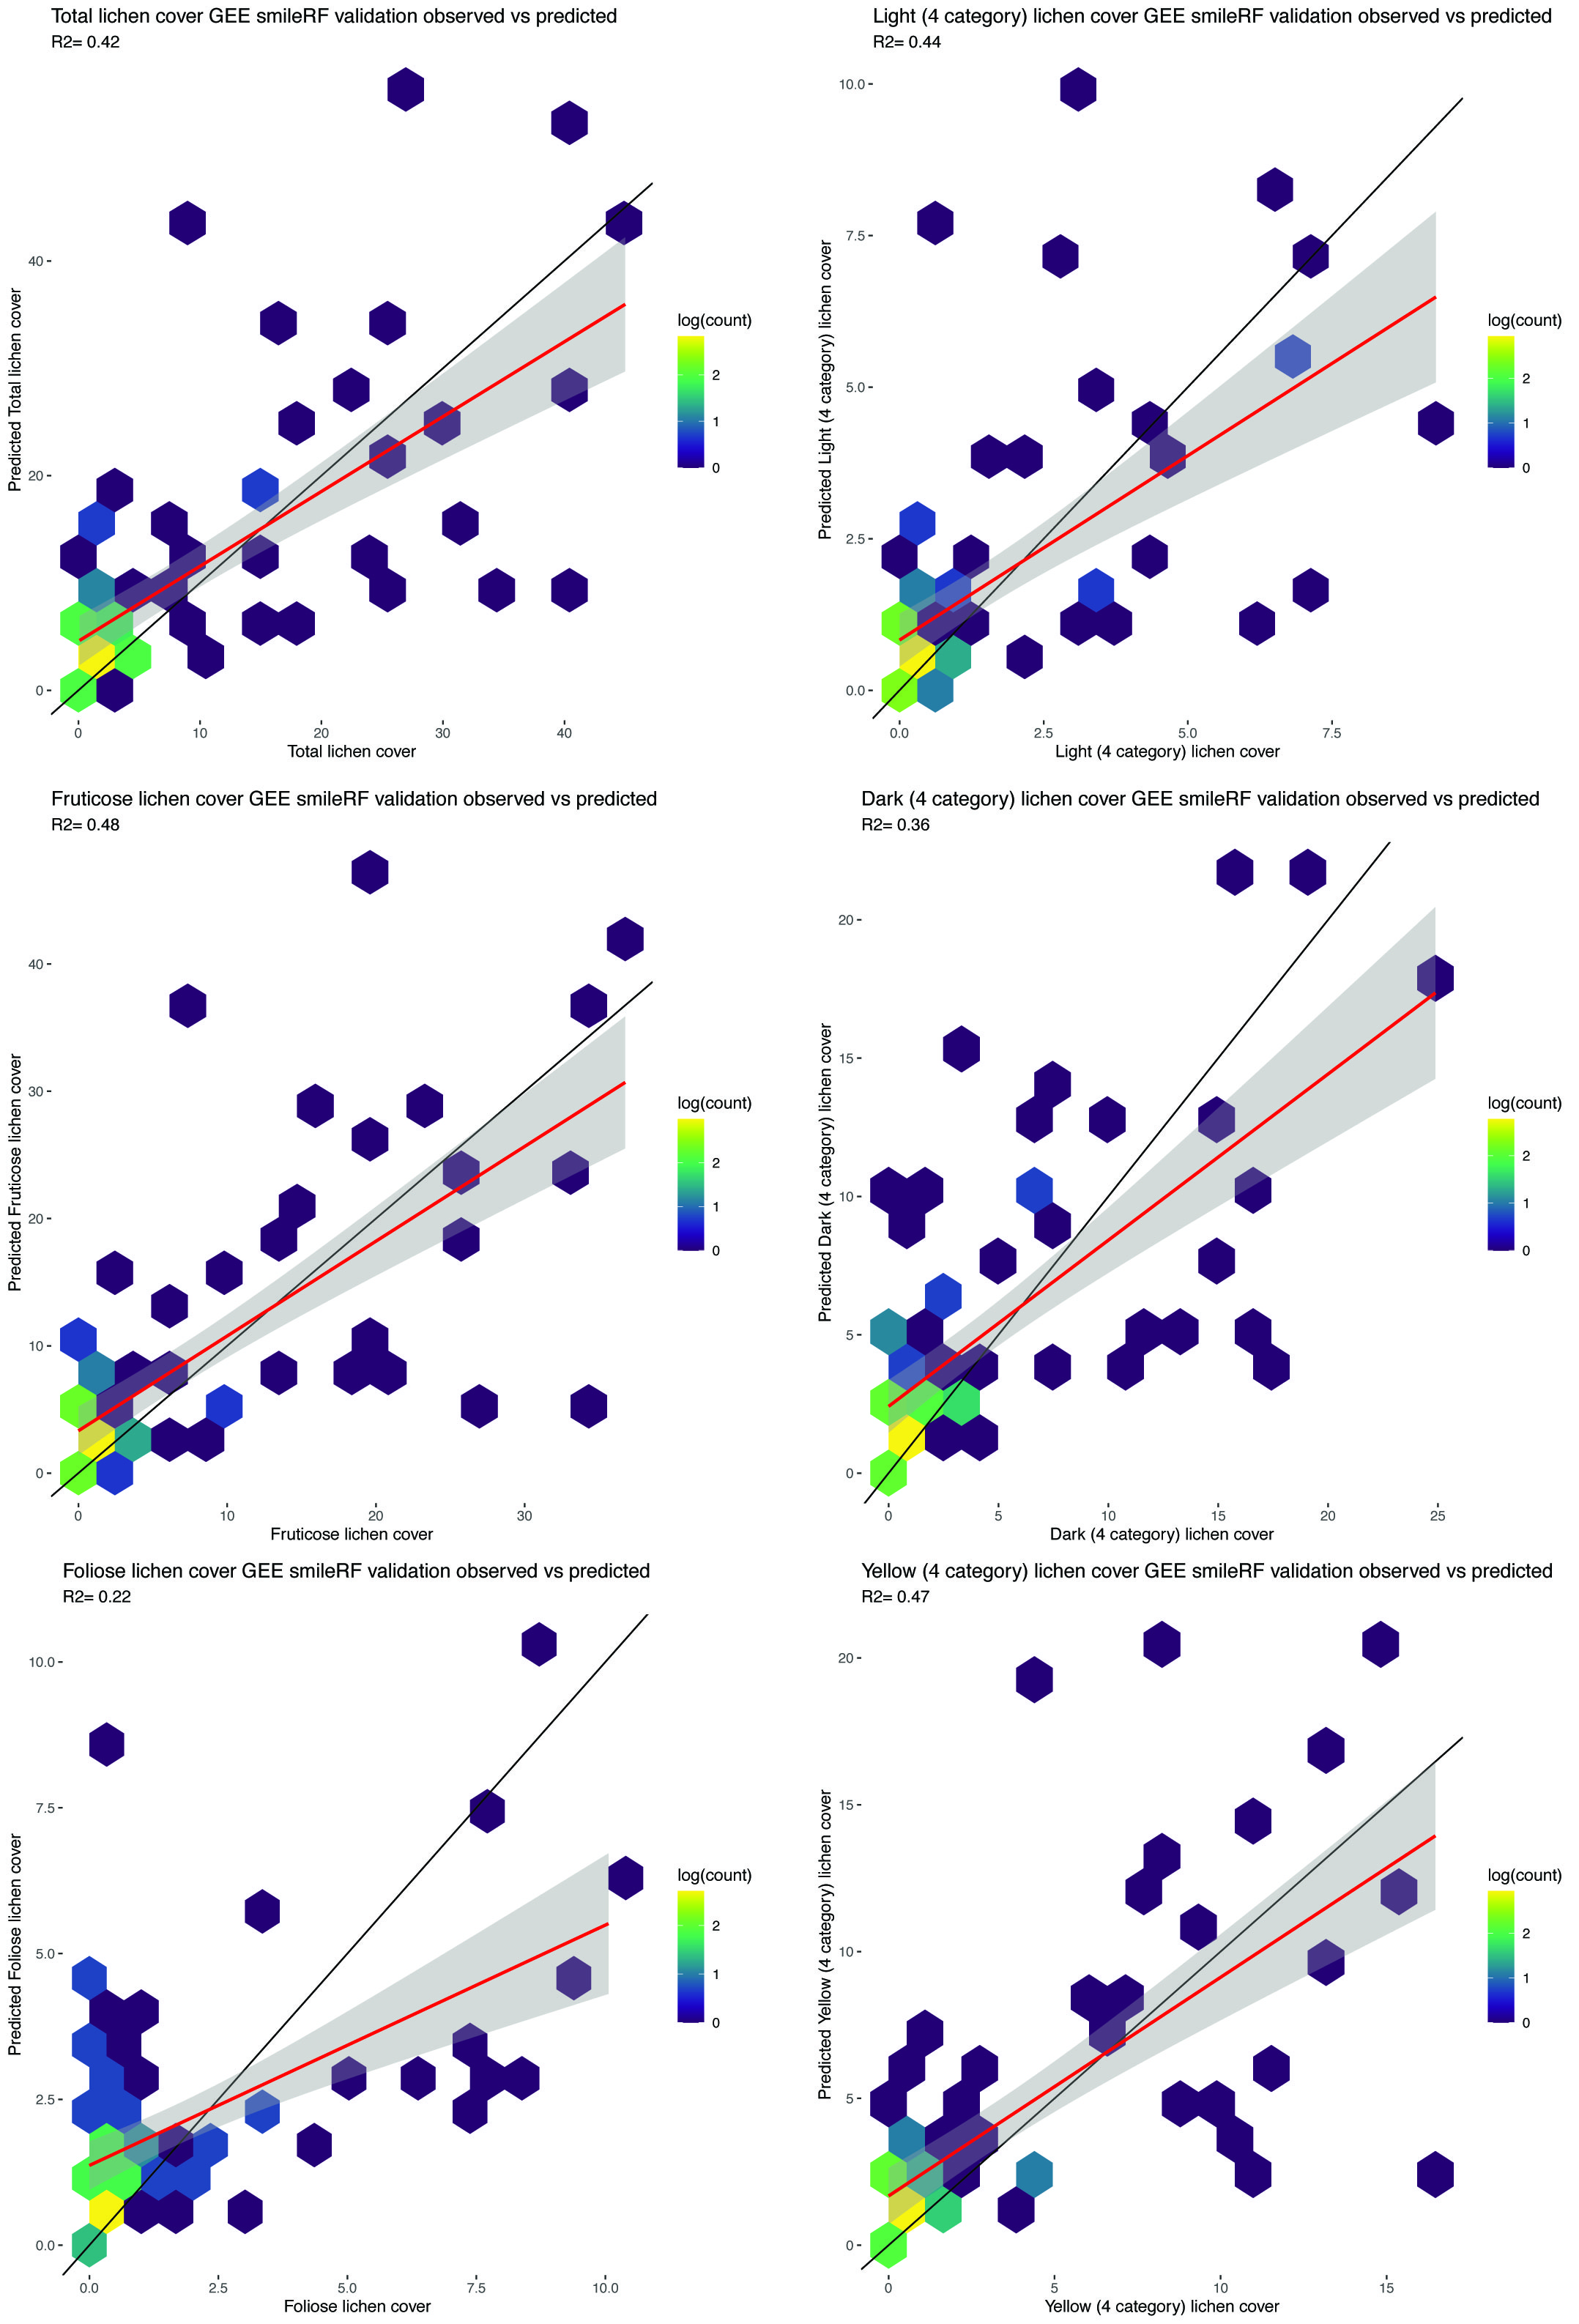 Total lichen cover GEE smileRF validation observed vs predicted
R2= 0.42
Predicted Total lichen cover
40
20
0
0 10 20 30 40
Total lichen cover
log(count)
2
1
0
Light (4 category) lichen cover GEE smileRF validation observed vs predicted
R2= 0.44
Predicted Light (4 category) lichen cover
10.0
7.5
5.0
2.5
0.0
0.0 2.5 5.0 7.5
Light (4 category) lichen cover
log(count)
2
1
0
Fruticose lichen cover GEE smileRF validation observed vs predicted
R2= 0.48
Predicted Fruticose lichen cover
40
30
20
10
0
0 10 20 30
Fruticose lichen cover
log(count)
2
1
0
Dark (4 category) lichen cover GEE smileRF validation observed vs predicted
R2= 0.36
Predicted Dark (4 category) lichen cover
20
15
10
5
0
0 5 10 15 20 25
Dark (4 category) lichen cover
log(count)
2
1
0
Foliose lichen cover GEE smileRF validation observed vs predicted
R2= 0.22
Predicted Foliose lichen cover
10.0
7.5
5.0
2.5
0.0
0.0 2.5 5.0 7.5 10.0
Foliose lichen cover
log(count)
2
1
0
Yellow (4 category) lichen cover GEE smileRF validation observed vs predicted
R2= 0.47
Predicted Yellow (4 category) lichen cover
20
15
10
5
0
0 5 10 15
Yellow (4 category) lichen cover
log(count)
2
1
0